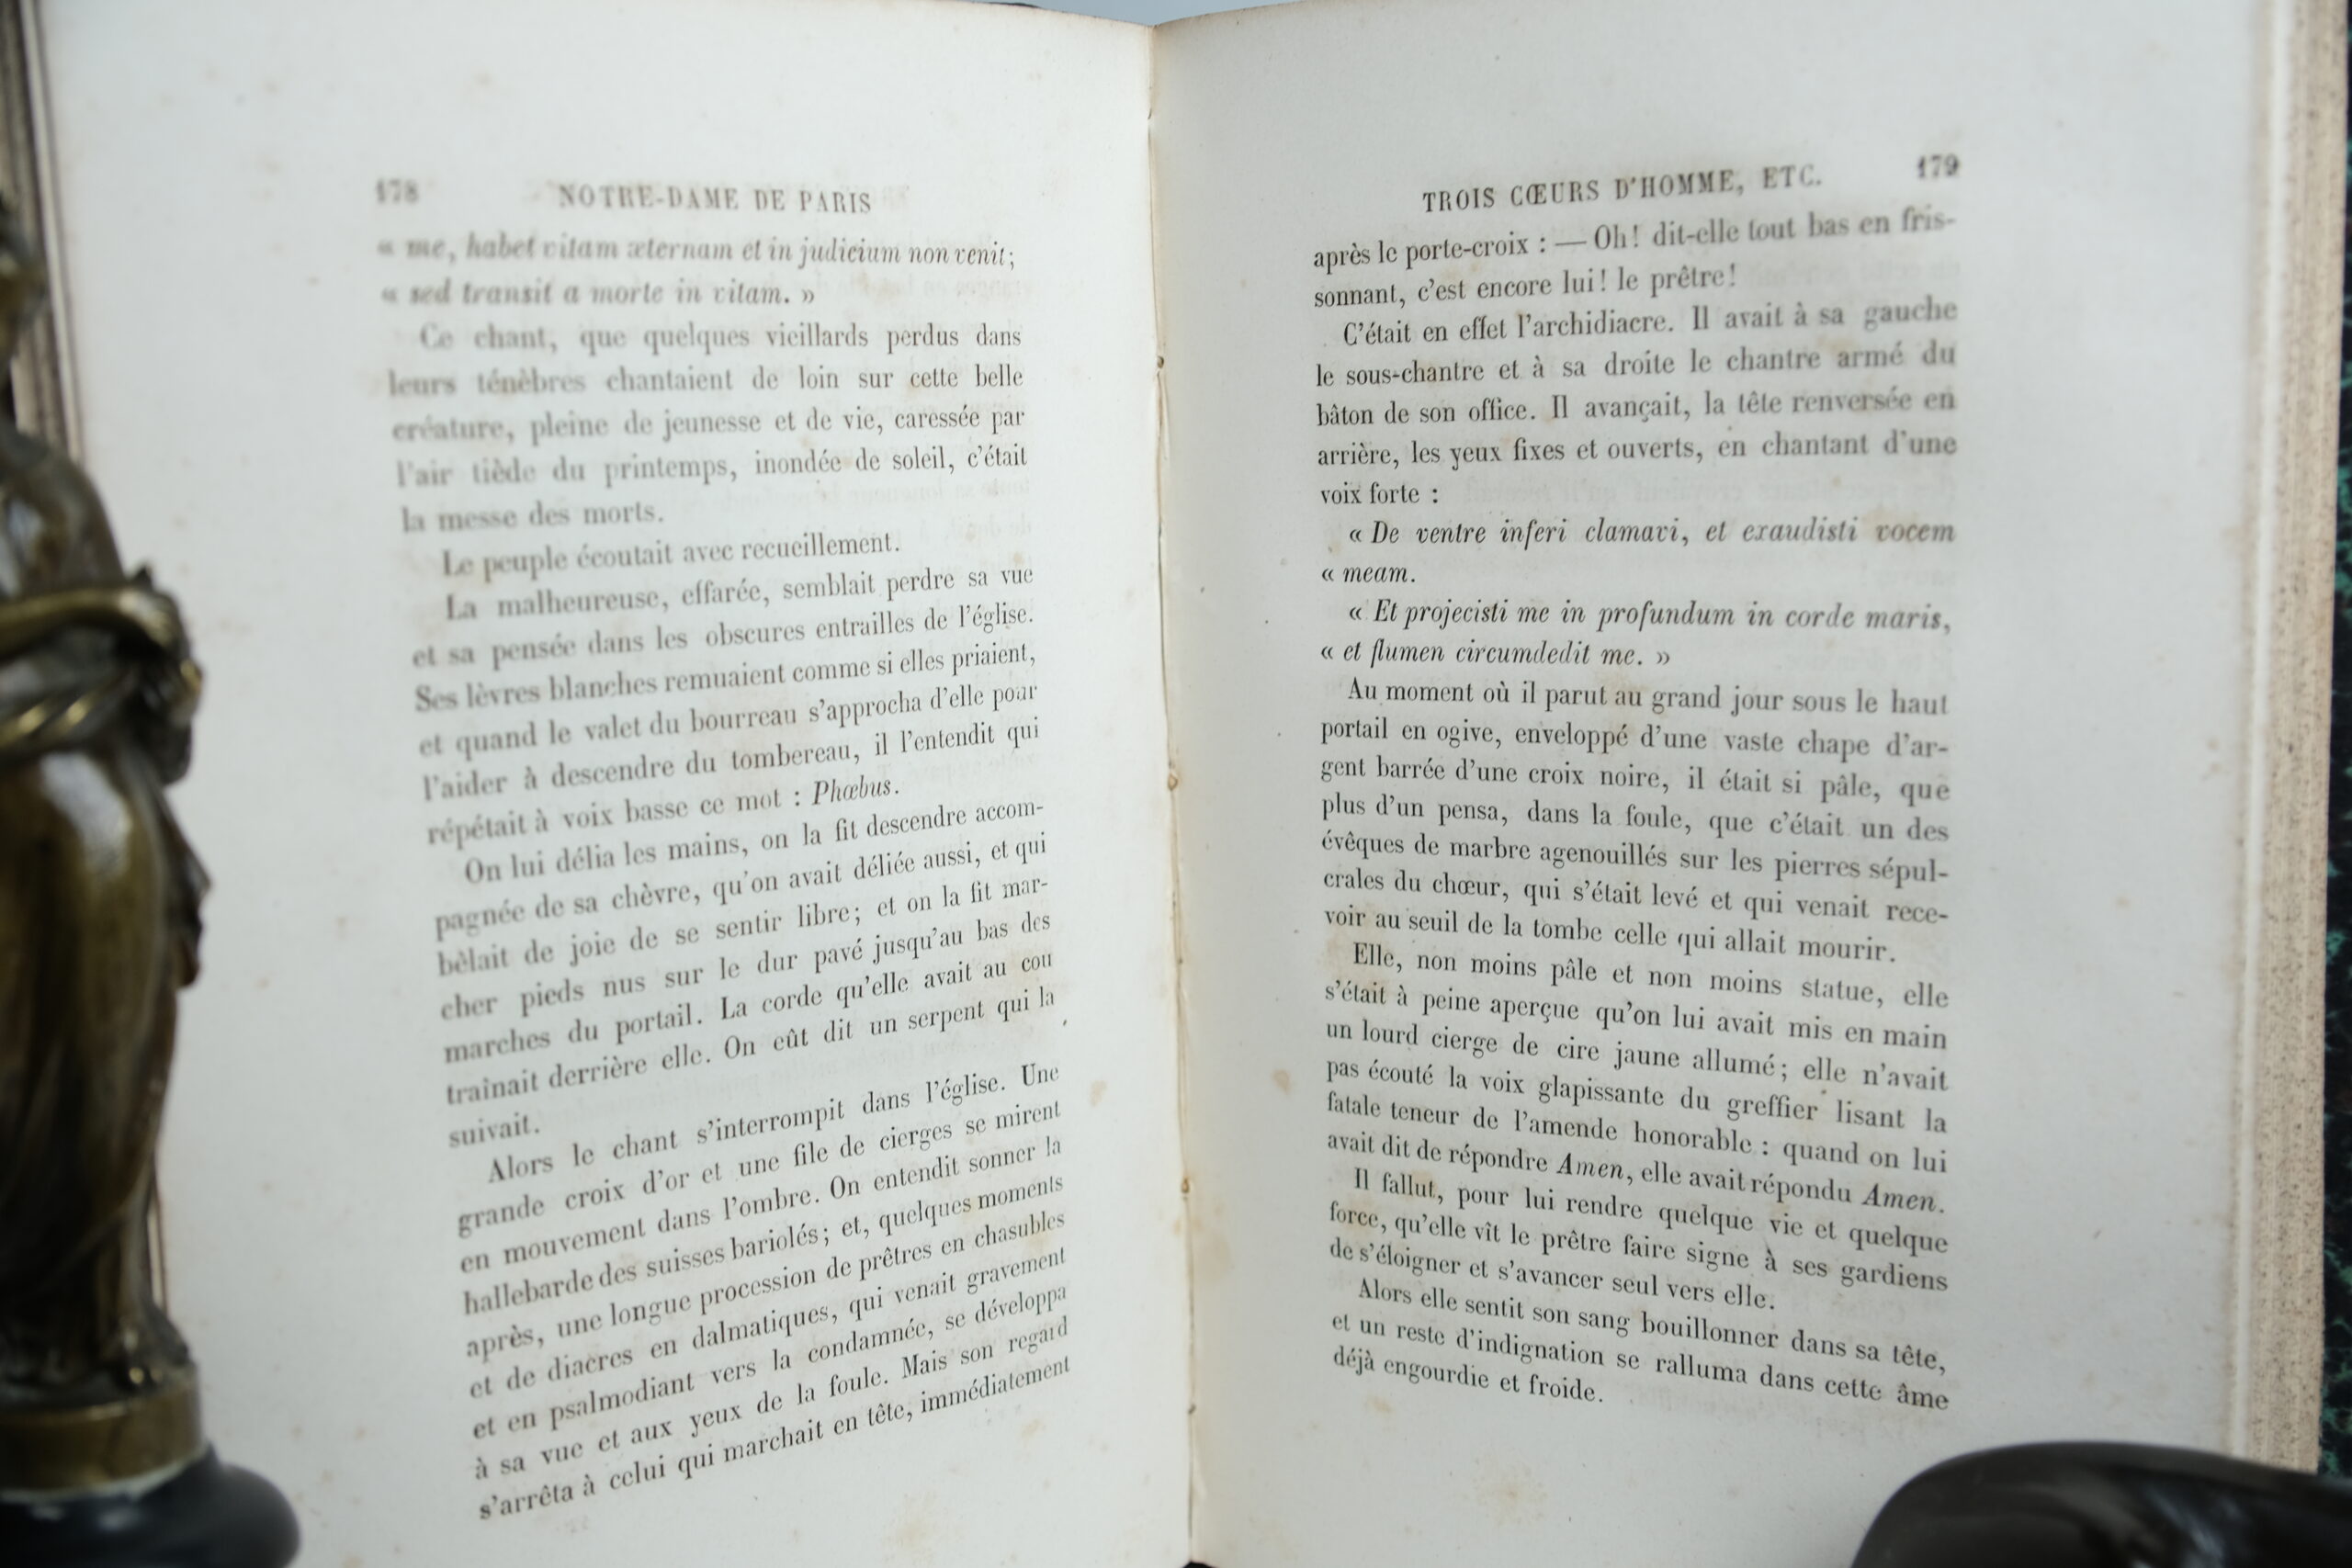 178 NOTRE-DAME DE PARIS
« me, habet vitam æternam et in judicium non venit;
« sed transit a morte in vitam. »
Ce chant, que quelques vieillards perdus dans
leurs ténèbres chantaient de loin sur cette belle
créature, pleine de jeunesse et de vie, caressée par
l'air tiède du printemps, inondée de soleil, c'était
la messe des morts.
Le peuple écoutait avec recueillement.
La malheureuse, effarée, semblait perdre sa vue
et sa pensée dans les obscures entrailles de l'église.
Ses lèvres blanches remuaient comme si elles priaient,
et quand le valet du bourreau s'approcha d'elle pour
l'aider à descendre du tombereau, il l'entendit qui
répétait à voix basse ce mot : Phœbus.
On lui délia les mains, on la fit descendre accom-
pagnée de sa chèvre, qu'on avait déliée aussi, et qui
bêlait de joie de se sentir libre; et on la fit mar-
cher pieds nus sur le dur pavé jusqu'au bas des
marches du portail. La corde qu'elle avait au cou
traînait derrière elle. On eût dit un serpent qui la
suivait.
Alors le chant s'interrompit dans l'église. Une
grande croix d'or et une file de cierges se mirent
en mouvement dans l'ombre. On entendit sonner la
hallebarde des suisses bariolés; et, quelques moments
après, une longue procession de prêtres en chasubles
et de diacres en dalmatiques, qui venait gravement
et en psalmodiant vers la condamnée, se développa
à sa vue et aux yeux de la foule. Mais son regard
s'arrêta à celui qui marchait en tête, immédiatement
TROIS CŒURS D'HOMME, ETC. 179
après le porte-croix : — Oh! dit-elle tout bas en fris-
sonnant, c'est encore lui! le prêtre!
C'était en effet l'archidiacre. Il avait à sa gauche
le sous-chantre et à sa droite le chantre armé du
bâton de son office. Il avançait, la tête renversée en
arrière, les yeux fixes et ouverts, en chantant d'une
voix forte :
« De ventre inferi clamavi, et exaudisti vocem
« meam.
« Et projecisti me in profundum in corde maris,
« et flumen circumdedit me. »
Au moment où il parut au grand jour sous le haut
portail en ogive, enveloppé d'une vaste chape d'ar-
gent barrée d'une croix noire, il était si pâle, que
plus d'un pensa, dans la foule, que c'était un des
évêques de marbre agenouillés sur les pierres sépul-
crales du chœur, qui s'était levé et qui venait rece-
voir au seuil de la tombe celle qui allait mourir.
Elle, non moins pâle et non moins statue, elle
s'était à peine aperçue qu'on lui avait mis en main
un lourd cierge de cire jaune allumé; elle n'avait
pas écouté la voix glapissante du greffier lisant la
fatale teneur de l'amende honorable : quand on lui
avait dit de répondre Amen, elle avait répondu Amen.
Il fallut, pour lui rendre quelque vie et quelque
force, qu'elle vît le prêtre faire signe à ses gardiens
de s'éloigner et s'avancer seul vers elle.
Alors elle sentit son sang bouillonner dans sa tête,
et un reste d'indignation se ralluma dans cette âme
déjà engourdie et froide.